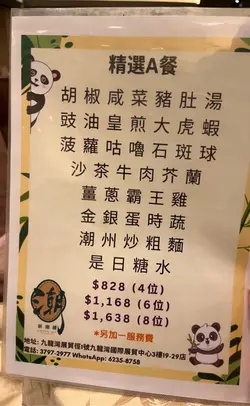 精選A餐
胡椒咸菜豬肚湯
豉油皇煎大虎蝦
菠蘿咕嚕石斑球
沙茶牛肉芥蘭
薑蔥霸王雞
金銀蛋時蔬
潮州炒粗麵
是日糖水
$828 (4位)
$1,168 (6位)
$1,638 (8位)
*另加一服務費
地址: 九龍灣展貿徑1號九龍灣國際展貿中心3樓19-29店
電話: 3797-2977 WhatsApp: 6235-8758